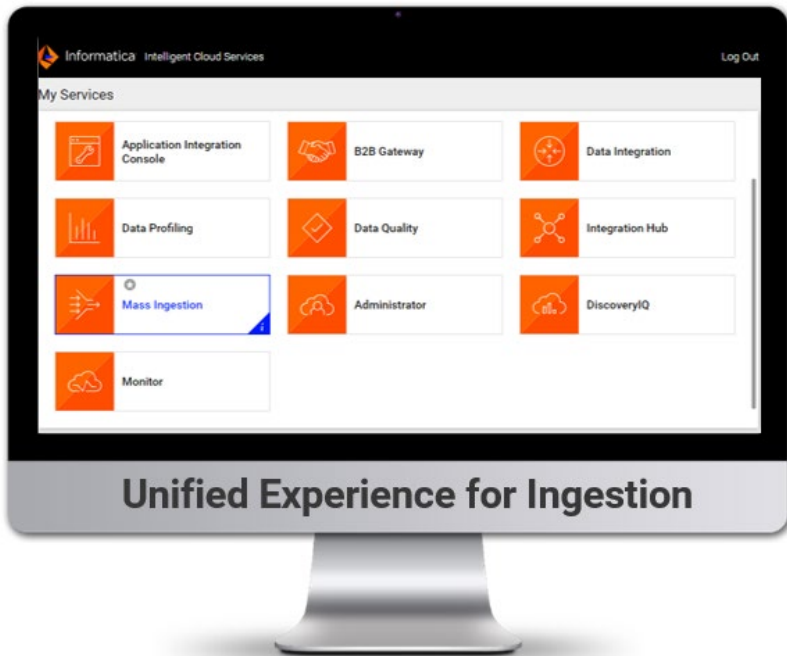 Informatica Intelligent Cloud Services
Log Out
My Services
Application Integration
Console
B2B Gateway
Data Integration
Data Profiling
Data Quality
Integration Hub
Mass Ingestion
i
Administrator
DiscoveryIQ
Monitor
Unified Experience for Ingestion